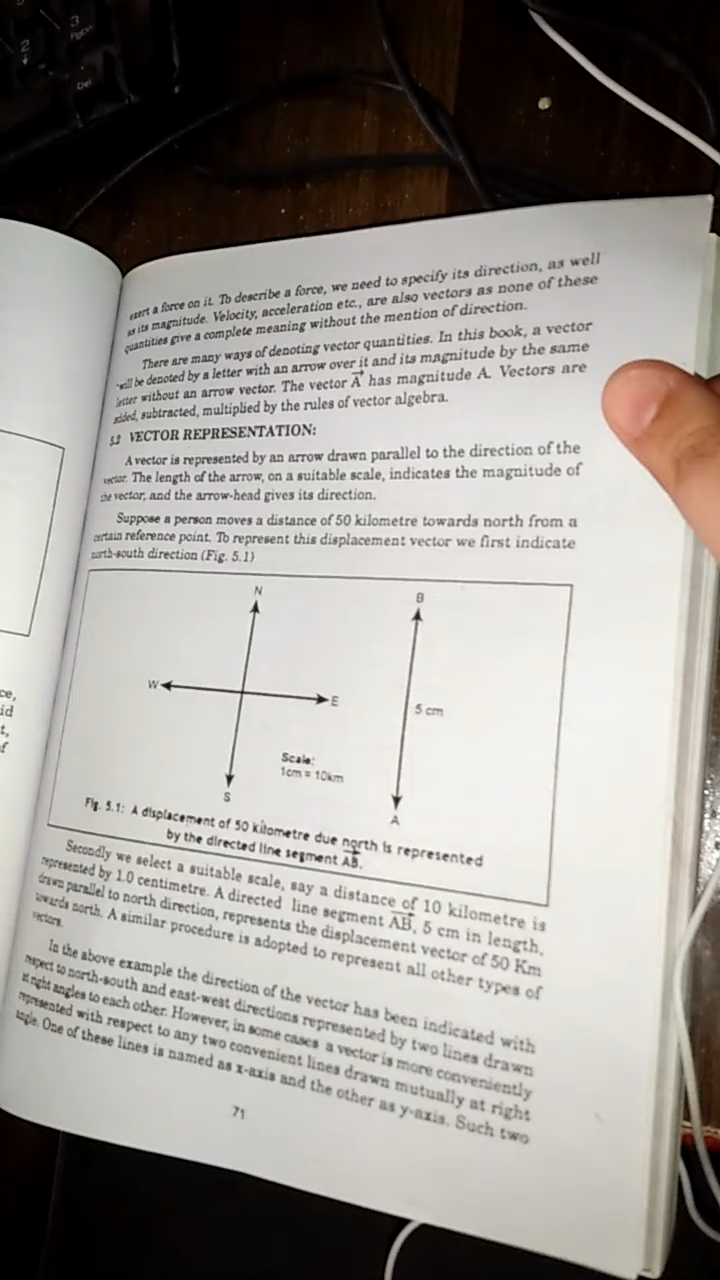 3
PgDn
2
Del
exert a force on it. To describe a force, we need to specify its direction, as well
as its magnitude. Velocity, acceleration etc., are also vectors as none of these
quantities give a complete meaning without the mention of direction.
There are many ways of denoting vector quantities. In this book, a vector
will be denoted by a letter with an arrow over it and its magnitude by the same
letter without an arrow vector. The vector A⃗ has magnitude A. Vectors are
added, subtracted, multiplied by the rules of vector algebra.
5.2 VECTOR REPRESENTATION:
A vector is represented by an arrow drawn parallel to the direction of the
vector. The length of the arrow, on a suitable scale, indicates the magnitude of
the vector, and the arrow-head gives its direction.
Suppose a person moves a distance of 50 kilometre towards north from a
certain reference point. To represent this displacement vector we first indicate
north-south direction (Fig. 5.1)
N
B
W
E
5 cm
Scale:
1cm = 10km
S
A
Fig. 5.1: A displacement of 50 kilometre due north is represented
by the directed line segment AB.
Secondly we select a suitable scale, say a distance of 10 kilometre is
represented by 1.0 centimetre. A directed line segment AB, 5 cm in length,
drawn parallel to north direction, represents the displacement vector of 50 Km
towards north. A similar procedure is adopted to represent all other types of
vectors.
In the above example the direction of the vector has been indicated with
respect to north-south and east-west directions represented by two lines drawn
at right angles to each other. However, in some cases a vector is more conveniently
represented with respect to any two convenient lines drawn mutually at right
angle. One of these lines is named as x-axis and the other as y-axis. Such two
71
ce,
id
t,
f